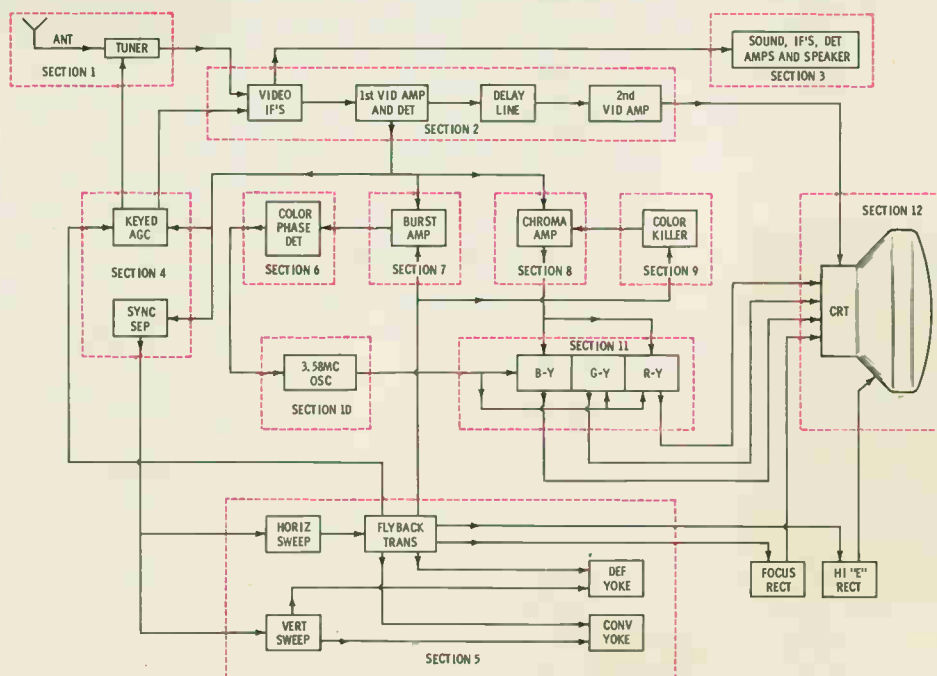 ANT
TUNER
SECTION 1
SOUND, IF'S, DET
AMPS AND SPEAKER
SECTION 3
VIDEO
IF'S
1st VID AMP
AND DET
DELAY
LINE
2nd
VID AMP
SECTION 2
KEYED
AGC
SECTION 4
SYNC
SEP
COLOR
PHASE
DET
SECTION 6
BURST
AMP
SECTION 7
CHROMA
AMP
SECTION 8
COLOR
KILLER
SECTION 9
SECTION 12
CRT
3.58MC
OSC
SECTION 10
SECTION 11
B-Y
G-Y
R-Y
HORIZ
SWEEP
FLYBACK
TRANS
DEF
YOKE
FOCUS
RECT
HI "E"
RECT
VERT
SWEEP
CONV
YOKE
SECTION 5